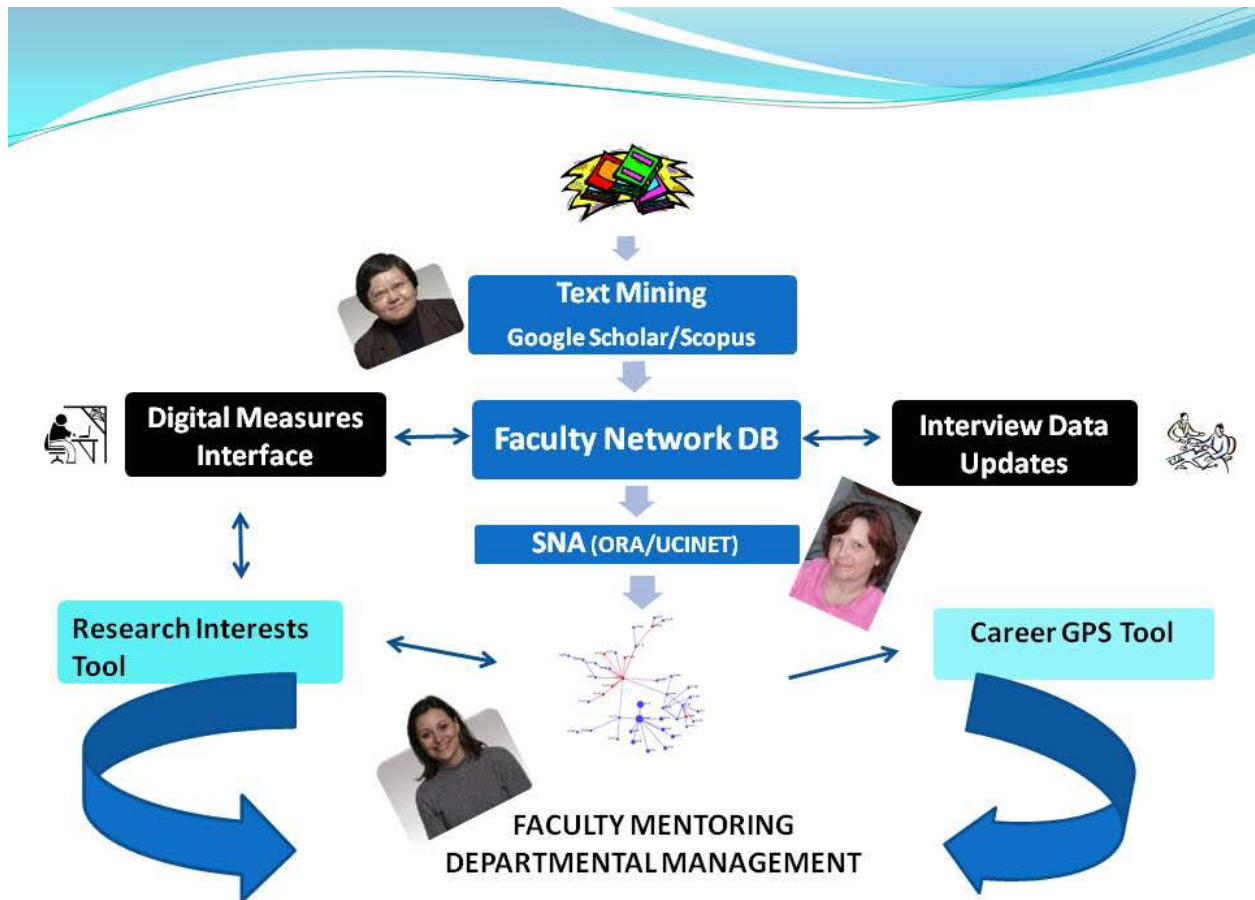 Text Mining
Google Scholar/Scopus
Digital Measures
Interface
Faculty Network DB
Interview Data
Updates
SNA (ORA/UCINET)
Research Interests
Tool
Career GPS Tool
FACULTY MENTORING
DEPARTMENTAL MANAGEMENT